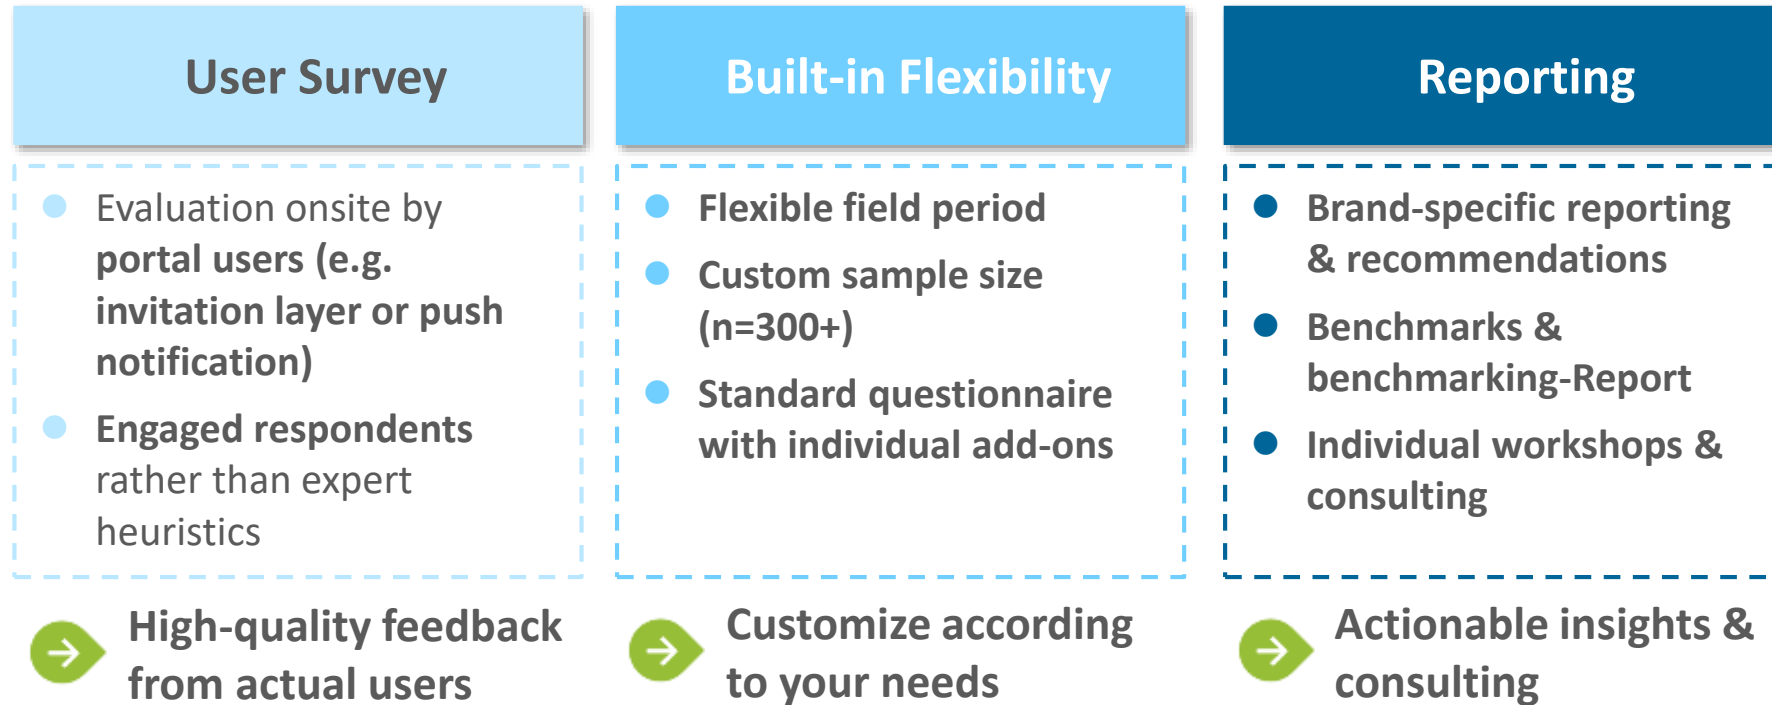 User Survey
Evaluation onsite by
portal users (e.g.
invitation layer or push
notification)
Engaged respondents
rather than expert
heuristics
High-quality feedback
from actual users
Built-in Flexibility
Flexible field period
Custom sample size
(n=300+)
Standard questionnaire
with individual add-ons
Customize according
to your needs
Reporting
Brand-specific reporting
& recommendations
Benchmarks &
benchmarking-Report
Individual workshops &
consulting
Actionable insights &
consulting